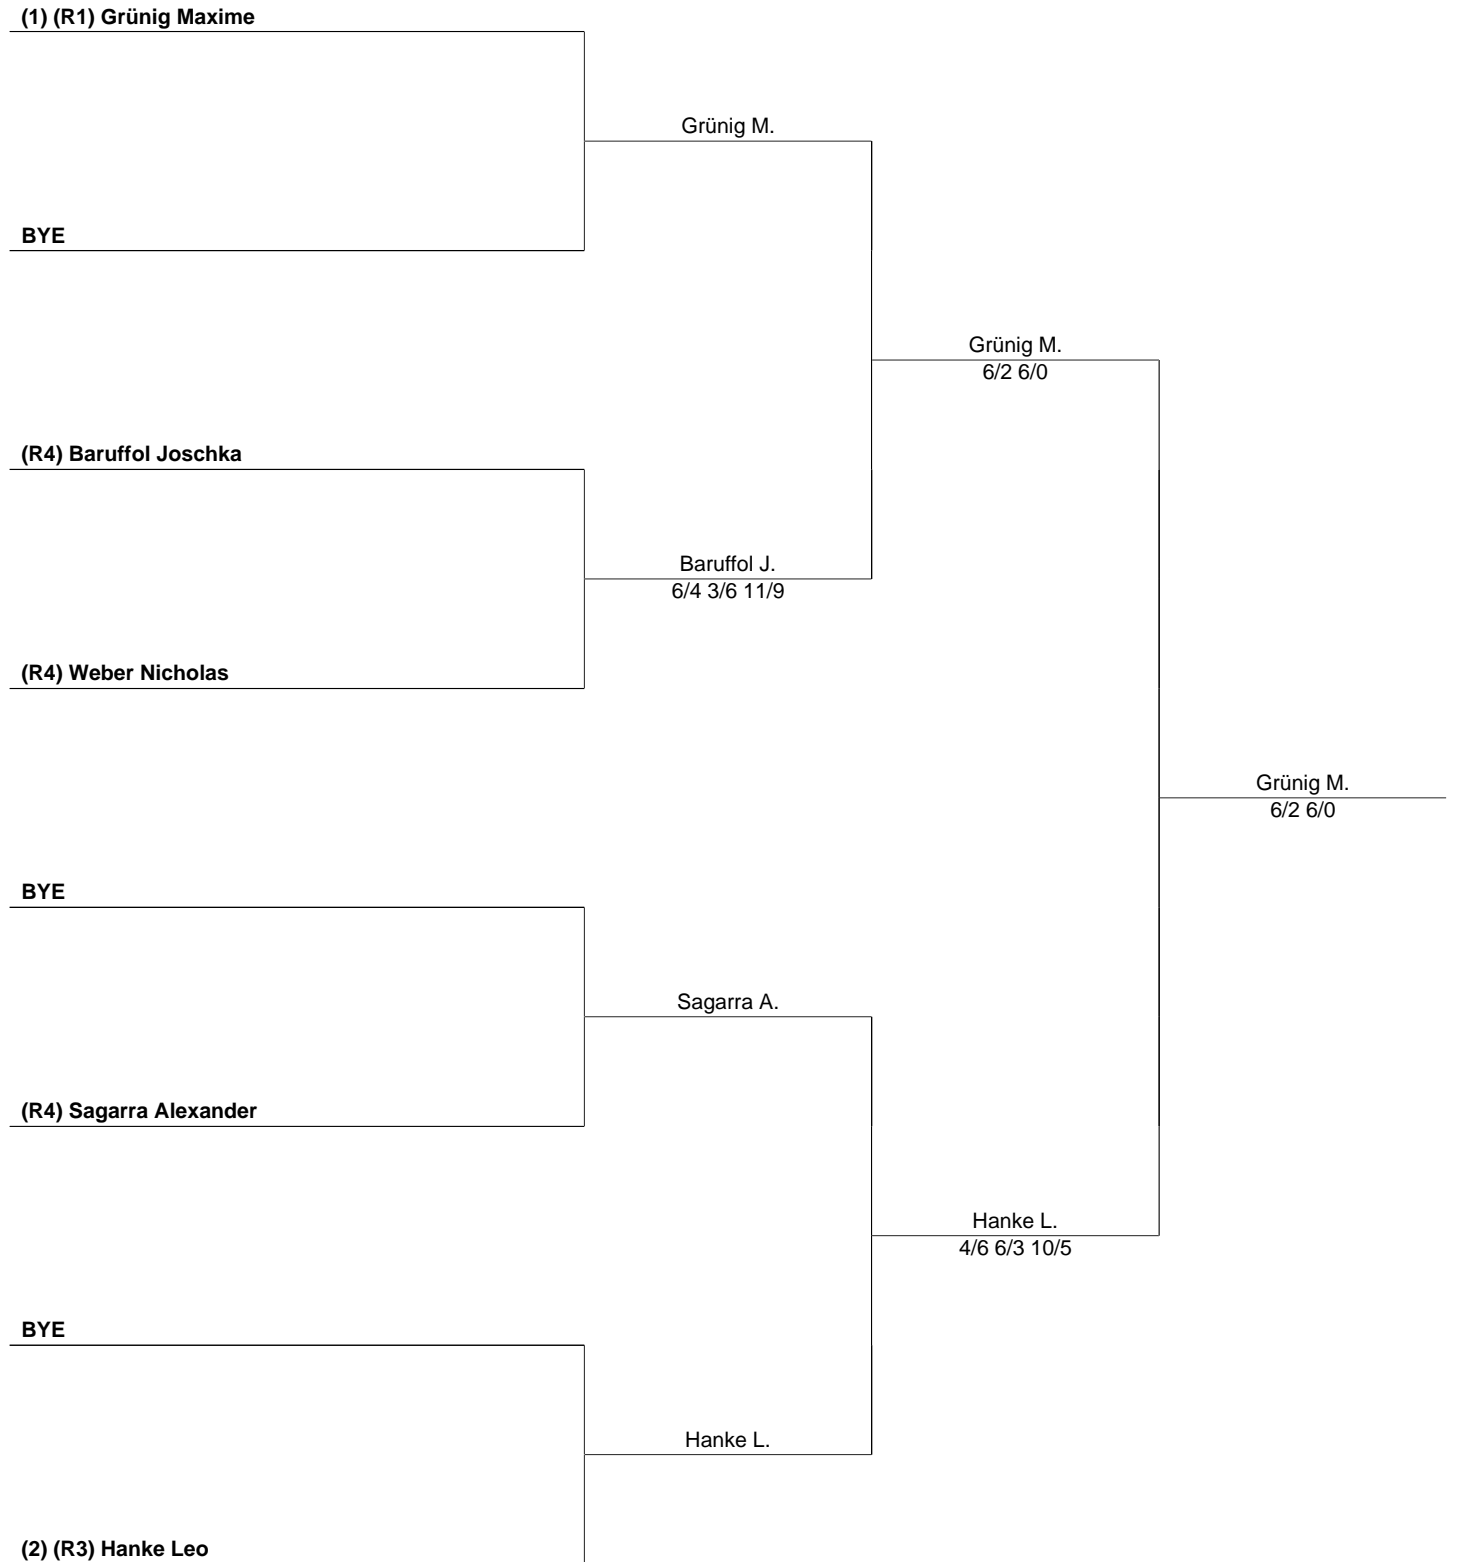 (1) (R1) Grünig Maxime
Grünig M.
BYE
Grünig M.
6/2 6/0
(R4) Baruffol Joschka
Baruffol J.
6/4 3/6 11/9
(R4) Weber Nicholas
Grünig M.
6/2 6/0
BYE
Sagarra A.
(R4) Sagarra Alexander
Hanke L.
4/6 6/3 10/5
BYE
Hanke L.
(2) (R3) Hanke Leo